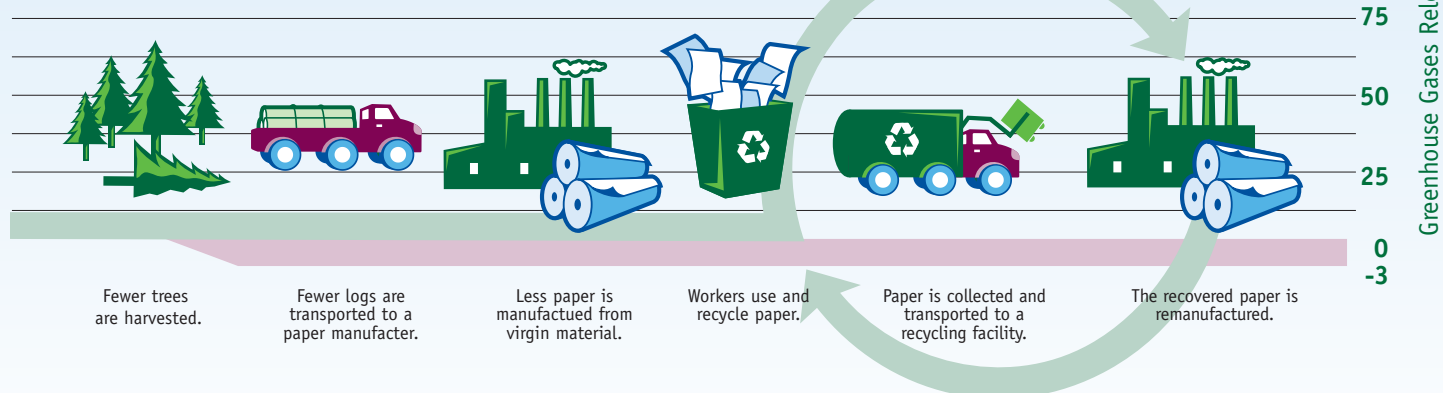 75
50
25
0
-3
Greenhouse Gases
Fewer trees
are harvested.
Fewer logs are
transported to a
paper manufacter.
Less paper is
manufactued from
virgin material.
Workers use and
recycle paper.
Paper is collected and
transported to a
recycling facility.
The recovered paper is
remanufactured.